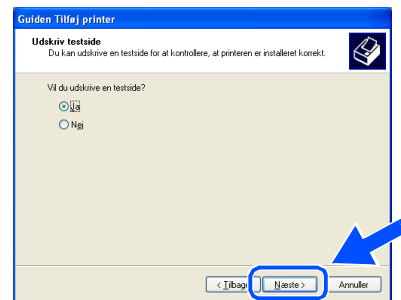 Guiden Tilføj printer
Udskriv testside
Du kan udskrive en testside for at kontrollere, at printeren er installeret korrekt.
Vil du udskrive en testside?
Ja
Nej
< Tilbage Næste > Annuller